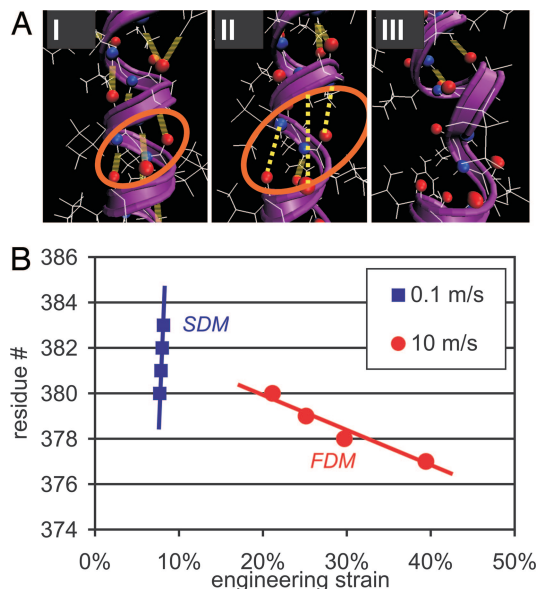 A
I
II
III
B
386
384
382
380
378
376
374
residue #
SDM
FDM
0.1 m/s
10 m/s
0%
10%
20%
30%
40%
50%
engineering strain